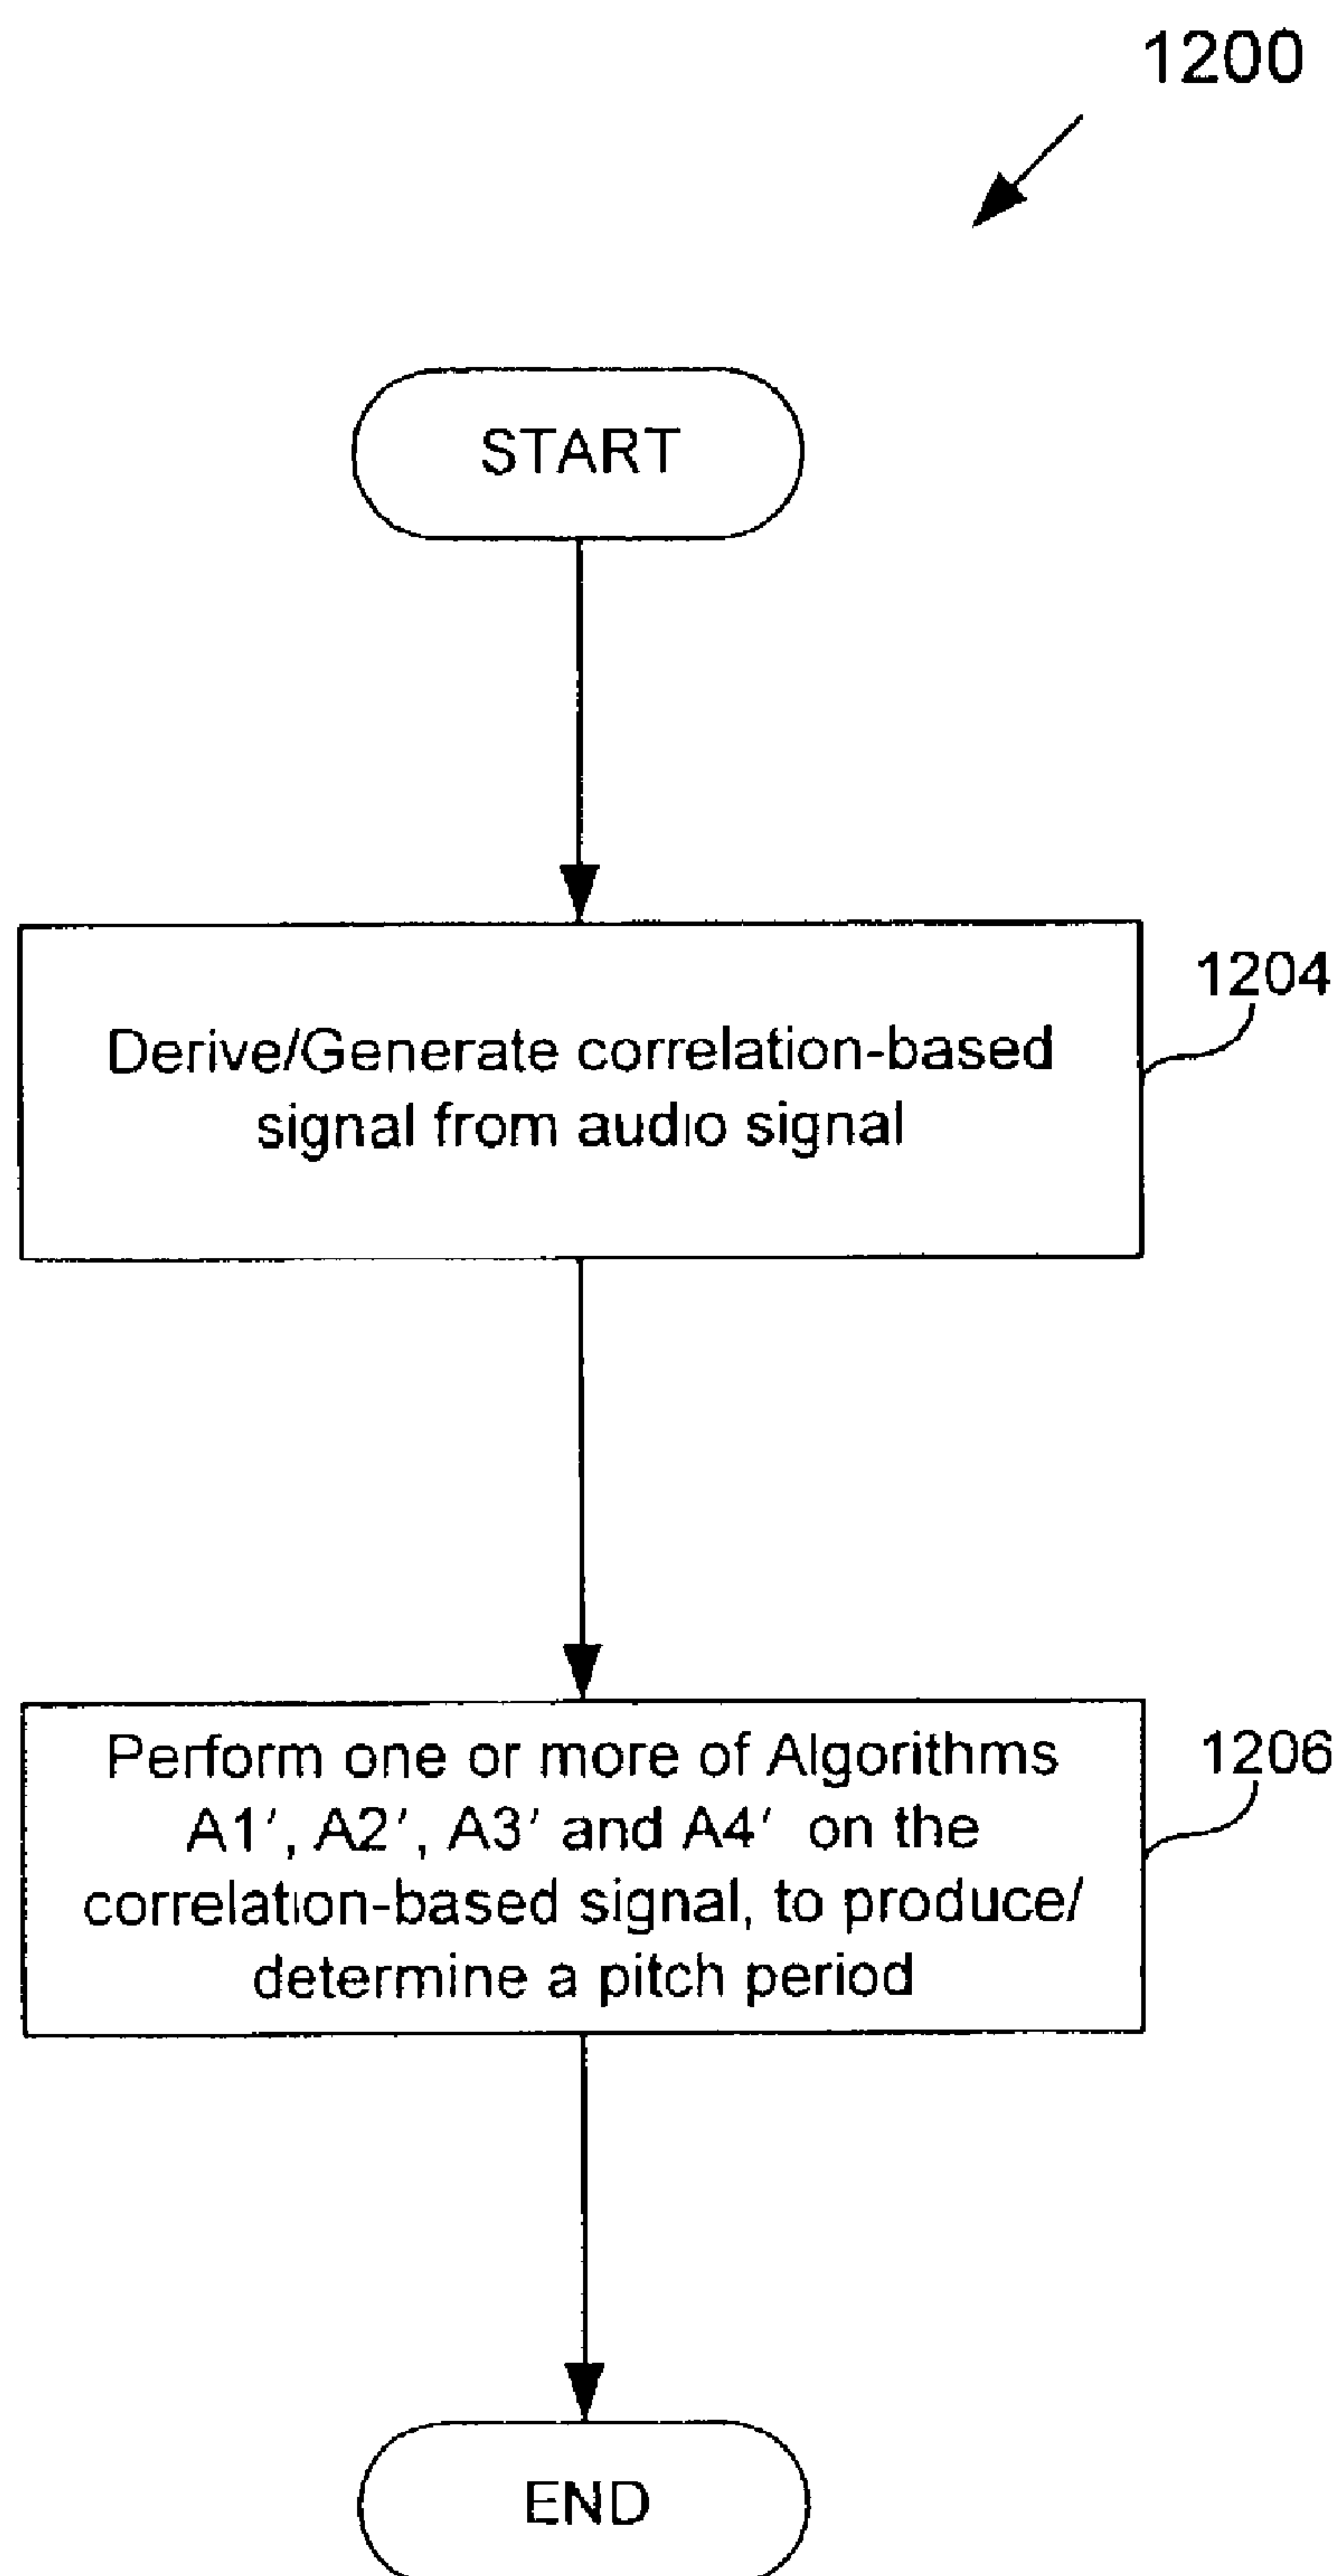 1200
START
Derive/Generate correlation-based
signal from audio signal
1204
Perform one or more of Algorithms
A1′, A2′, A3′ and A4′ on the
correlation-based signal, to produce/
determine a pitch period
1206
END